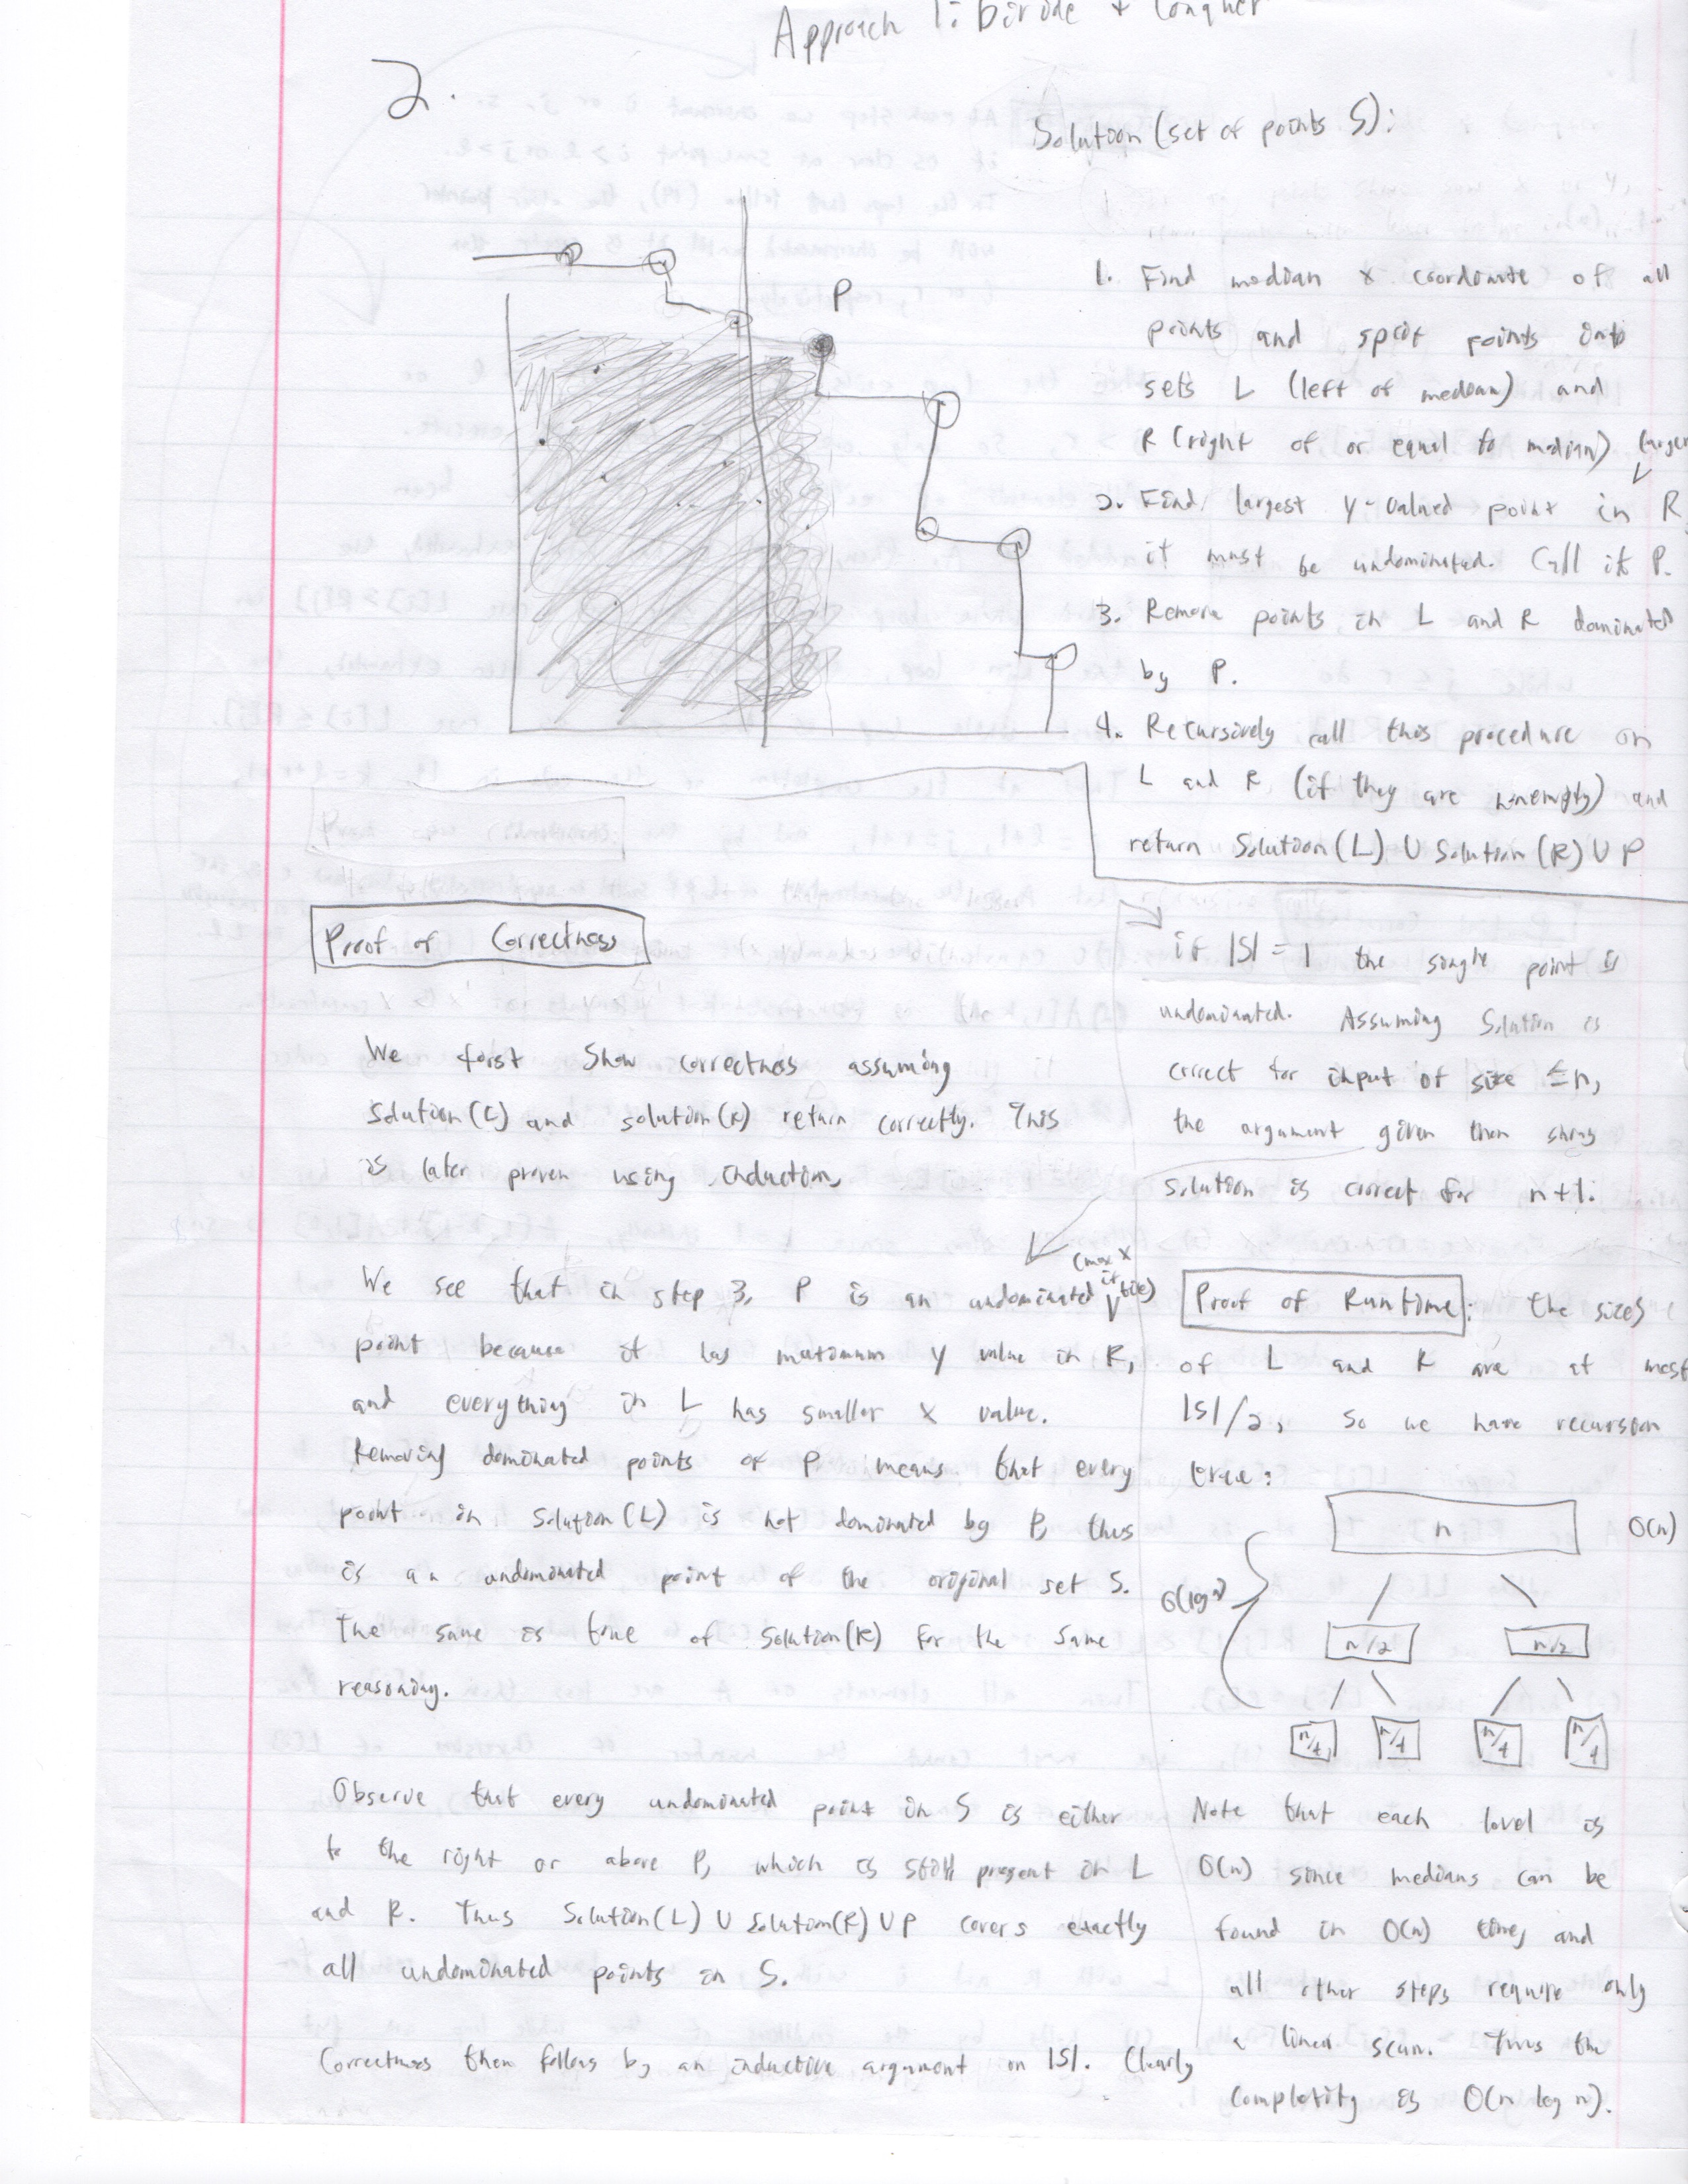 Approach 1: Divide + Conquer
2.
Solution (set of points S):
P
1. Find median x coordinate of all
points and split points into
sets L (left of median) and
R (right of or equal to median)
larger
2. Find largest y-valued point in R,
it must be undominated. Call it P.
3. Remove points in L and R dominated
by P.
4. Recursively call this procedure on
L and R (if they are nonempty) and
return Solution(L) U Solution(R) U P
Proof of Correctness
We first show correctness assuming
Solution(L) and solution(R) return correctly. This
is later proven using induction.
(max x
if ties)
We see that in step 3, P is an undominated
point because it has maximum y value in R,
and everything in L has smaller x value.
Removing dominated points of P means that every
point in Solution(L) is not dominated by P, thus
is an undominated point of the original set S.
The same is true of Solution(R) for the same
reasoning.
Observe that every undominated point in S is either
to the right or above P, which is still present in L
and R. Thus Solution(L) U Solution(R) U P covers exactly
all undominated points in S.
Correctness then follows by an inductive argument on |S|. Clearly
if |S| = 1 the single point is
undominated. Assuming Solution is
correct for input of size ≤n,
the argument given then shows
solution is correct for n+1.
Proof of Runtime: the sizes
of L and R are at most
|S|/2, so we have recursion
tree:
n
O(n)
O(log n)
n/2 n/2
n/4 n/4 n/4 n/4
Note that each level is
O(n) since medians can be
found in O(n) time, and
all other steps require only
a linear scan. Thus the
complexity is O(n log n).